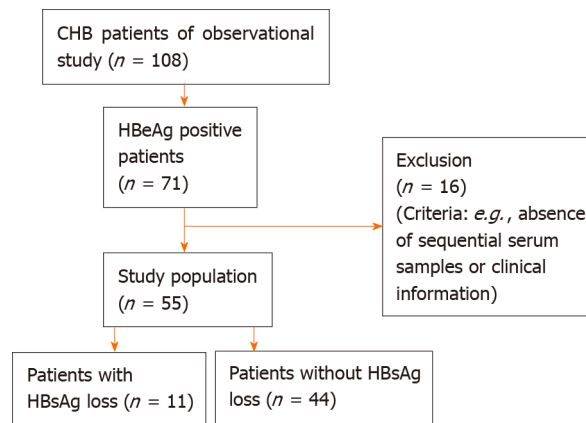 CHB patients of observational
study (n = 108)
HBeAg positive
patients
(n = 71)
Exclusion
(n = 16)
(Criteria: e.g., absence
of sequential serum
samples or clinical
information)
Study population
(n = 55)
Patients with
HBsAg loss (n = 11)
Patients without HBsAg
loss (n = 44)